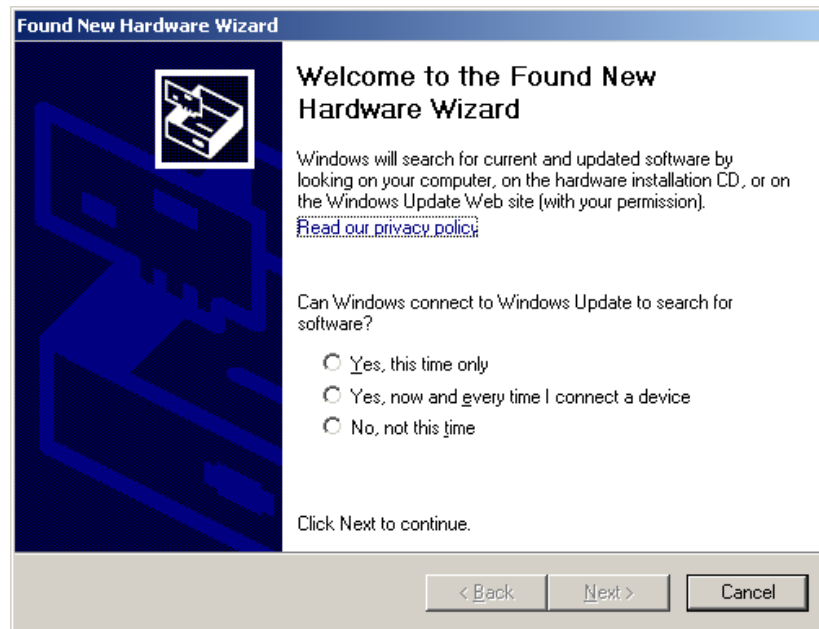 Found New Hardware Wizard
Welcome to the Found New
Hardware Wizard
Windows will search for current and updated software by
looking on your computer, on the hardware installation CD, or on
the Windows Update Web site (with your permission).
Read our privacy policy
Can Windows connect to Windows Update to search for
software?
Yes, this time only
Yes, now and every time I connect a device
No, not this time
Click Next to continue.
< Back
Next >
Cancel